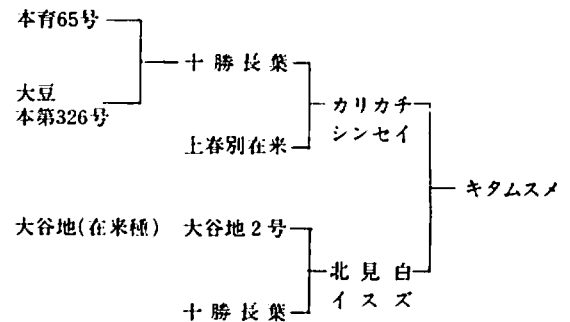 本育65号
大豆
本第326号
十勝長葉
上春別在来
カリカチ
シンセイ
キタムスメ
大谷地(在来種)
大谷地2号
十勝長葉
北見白
イスズ